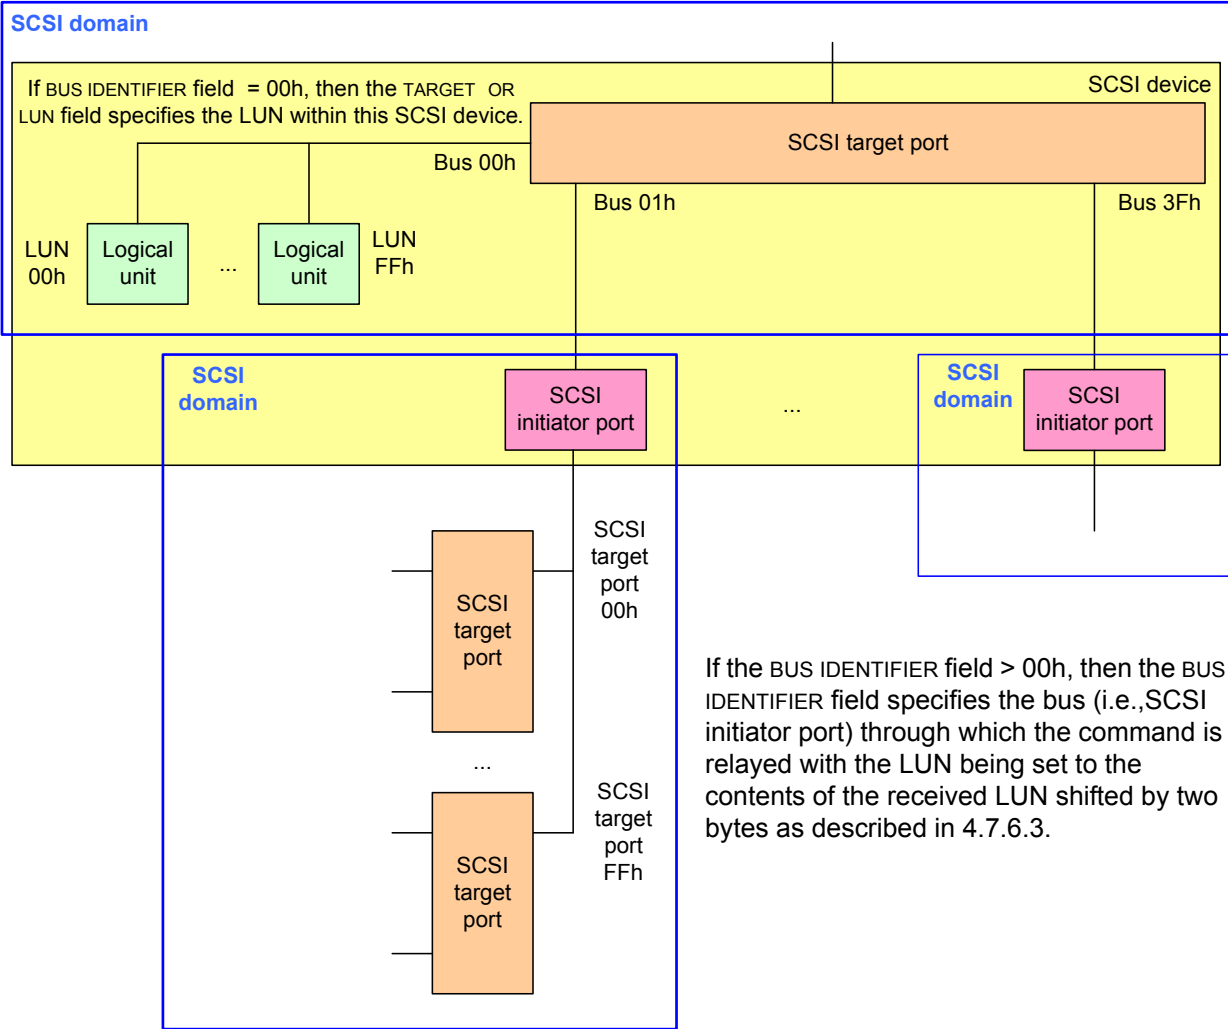 SCSI domain
If BUS IDENTIFIER field = 00h, then the TARGET OR
LUN field specifies the LUN within this SCSI device.
SCSI device
SCSI target port
Bus 00h
Bus 01h
Bus 3Fh
LUN
00h
Logical
unit
...
Logical
unit
LUN
FFh
SCSI
domain
SCSI
initiator port
...
SCSI
domain
SCSI
initiator port
SCSI
target
port
00h
SCSI
target
port
...
SCSI
target
port
FFh
SCSI
target
port
If the BUS IDENTIFIER field > 00h, then the BUS
IDENTIFIER field specifies the bus (i.e.,SCSI
initiator port) through which the command is
relayed with the LUN being set to the
contents of the received LUN shifted by two
bytes as described in 4.7.6.3.